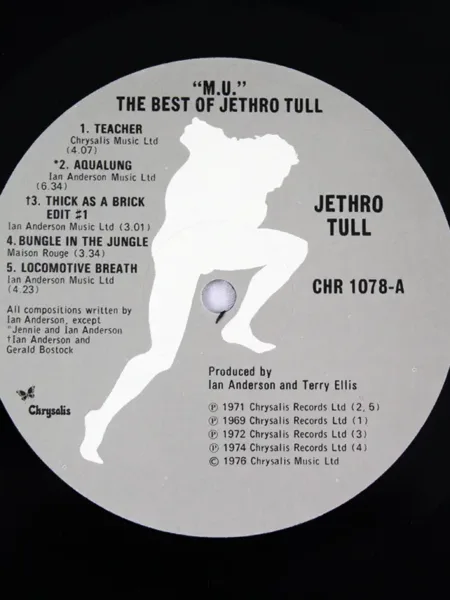 "M.U."
THE BEST OF JETHRO TULL
1. TEACHER
Chrysalis Music Ltd
(4.07)
*2. AQUALUNG
Ian Anderson Music Ltd
(6.34)
†3. THICK AS A BRICK
EDIT #1
Ian Anderson Music Ltd (3.01)
4. BUNGLE IN THE JUNGLE
Maison Rouge (3.34)
5. LOCOMOTIVE BREATH
Ian Anderson Music Ltd
(4.23)
All compositions written by
Ian Anderson, except
*Jennie and Ian Anderson
†Ian Anderson and
Gerald Bostock
Chrysalis
JETHRO
TULL
CHR 1078-A
Produced by
Ian Anderson and Terry Ellis
℗ 1971 Chrysalis Records Ltd (2, 5)
℗ 1969 Chrysalis Records Ltd (1)
℗ 1972 Chrysalis Records Ltd (3)
℗ 1974 Chrysalis Records Ltd (4)
© 1976 Chrysalis Music Ltd